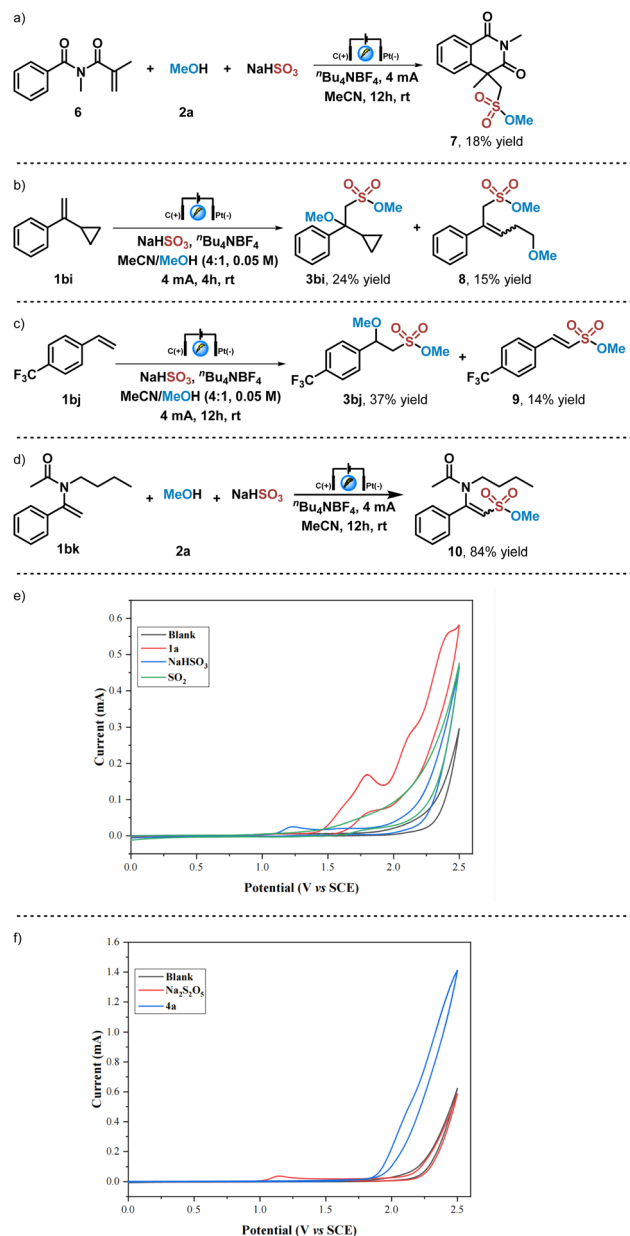 a)
O O
N
6
+ MeOH
2a
+ NaHSO3
C(+) Pt(-)
nBu4NBF4, 4 mA
MeCN, 12h, rt
O
N
O
O
S
O
OMe
7, 18% yield
b)
1bi
C(+) Pt(-)
NaHSO3, nBu4NBF4
MeCN/MeOH (4:1, 0.05 M)
4 mA, 4h, rt
O O
S
MeO OMe
3bi, 24% yield
+
O O
S
OMe
OMe
8, 15% yield
c)
F3C
1bj
C(+) Pt(-)
NaHSO3, nBu4NBF4
MeCN/MeOH (4:1, 0.05 M)
4 mA, 12h, rt
MeO O O
S
OMe
F3C
3bj, 37% yield
+
O O
S
OMe
F3C
9, 14% yield
d)
O
N
1bk
+ MeOH
2a
+ NaHSO3
C(+) Pt(-)
nBu4NBF4, 4 mA
MeCN, 12h, rt
O
N O O
S
OMe
10, 84% yield
e)
Current (mA)
0.6
0.5
0.4
0.3
0.2
0.1
0.0
Blank
1a
NaHSO3
SO2
0.0 0.5 1.0 1.5 2.0 2.5
Potential (V vs SCE)
f)
Current (mA)
1.6
1.4
1.2
1.0
0.8
0.6
0.4
0.2
0.0
Blank
Na2S2O5
4a
0.0 0.5 1.0 1.5 2.0 2.5
Potential (V vs SCE)